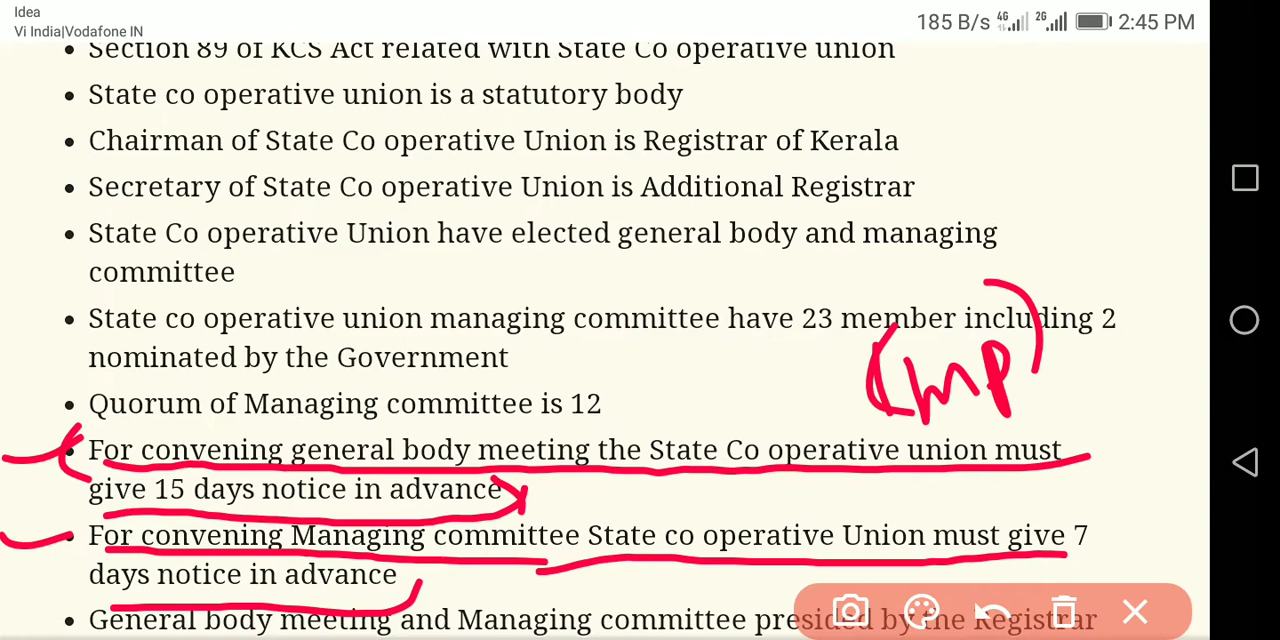 Idea
Vi India|Vodafone IN
185 B/s 4G 2G 2:45 PM
• Section 89 of KCS Act related with State Co operative union
• State co operative union is a statutory body
• Chairman of State Co operative Union is Registrar of Kerala
• Secretary of State Co operative Union is Additional Registrar
• State Co operative Union have elected general body and managing
committee
• State co operative union managing committee have 23 member including 2
nominated by the Government
(Imp)
• Quorum of Managing committee is 12
• For convening general body meeting the State Co operative union must
give 15 days notice in advance
• For convening Managing committee State co operative Union must give 7
days notice in advance
• General body meeting and Managing committee presided by the Registrar